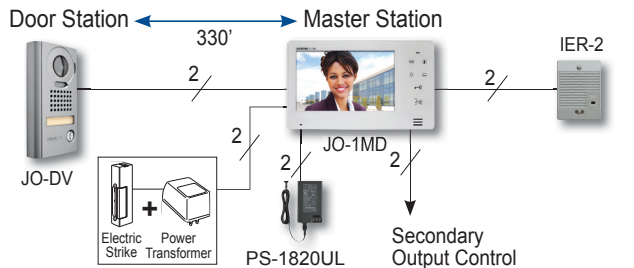 Door Station
Master Station
330'
IER-2
2
2
2
JO-1MD
2
2
JO-DV
Electric
Strike
+
Power
Transformer
PS-1820UL
Secondary
Output Control